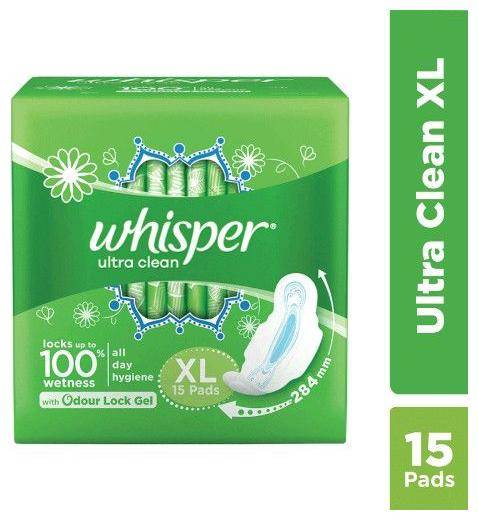 whisper®
ultra clean
locks up to
100%
wetness
all
day
hygiene
with Odour Lock Gel
XL
15 Pads
284 mm
Ultra Clean XL
15
Pads